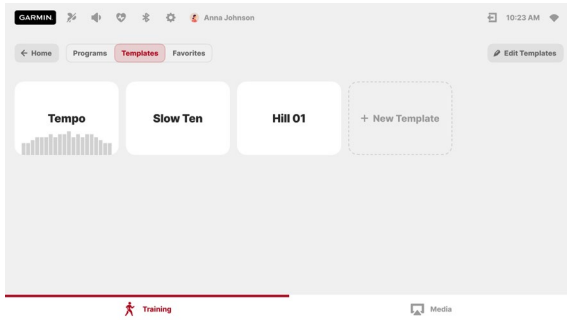 GARMIN Anna Johnson 10:23 AM
Home Programs Templates Favorites Edit Templates
Tempo Slow Ten Hill 01 + New Template
Training Media